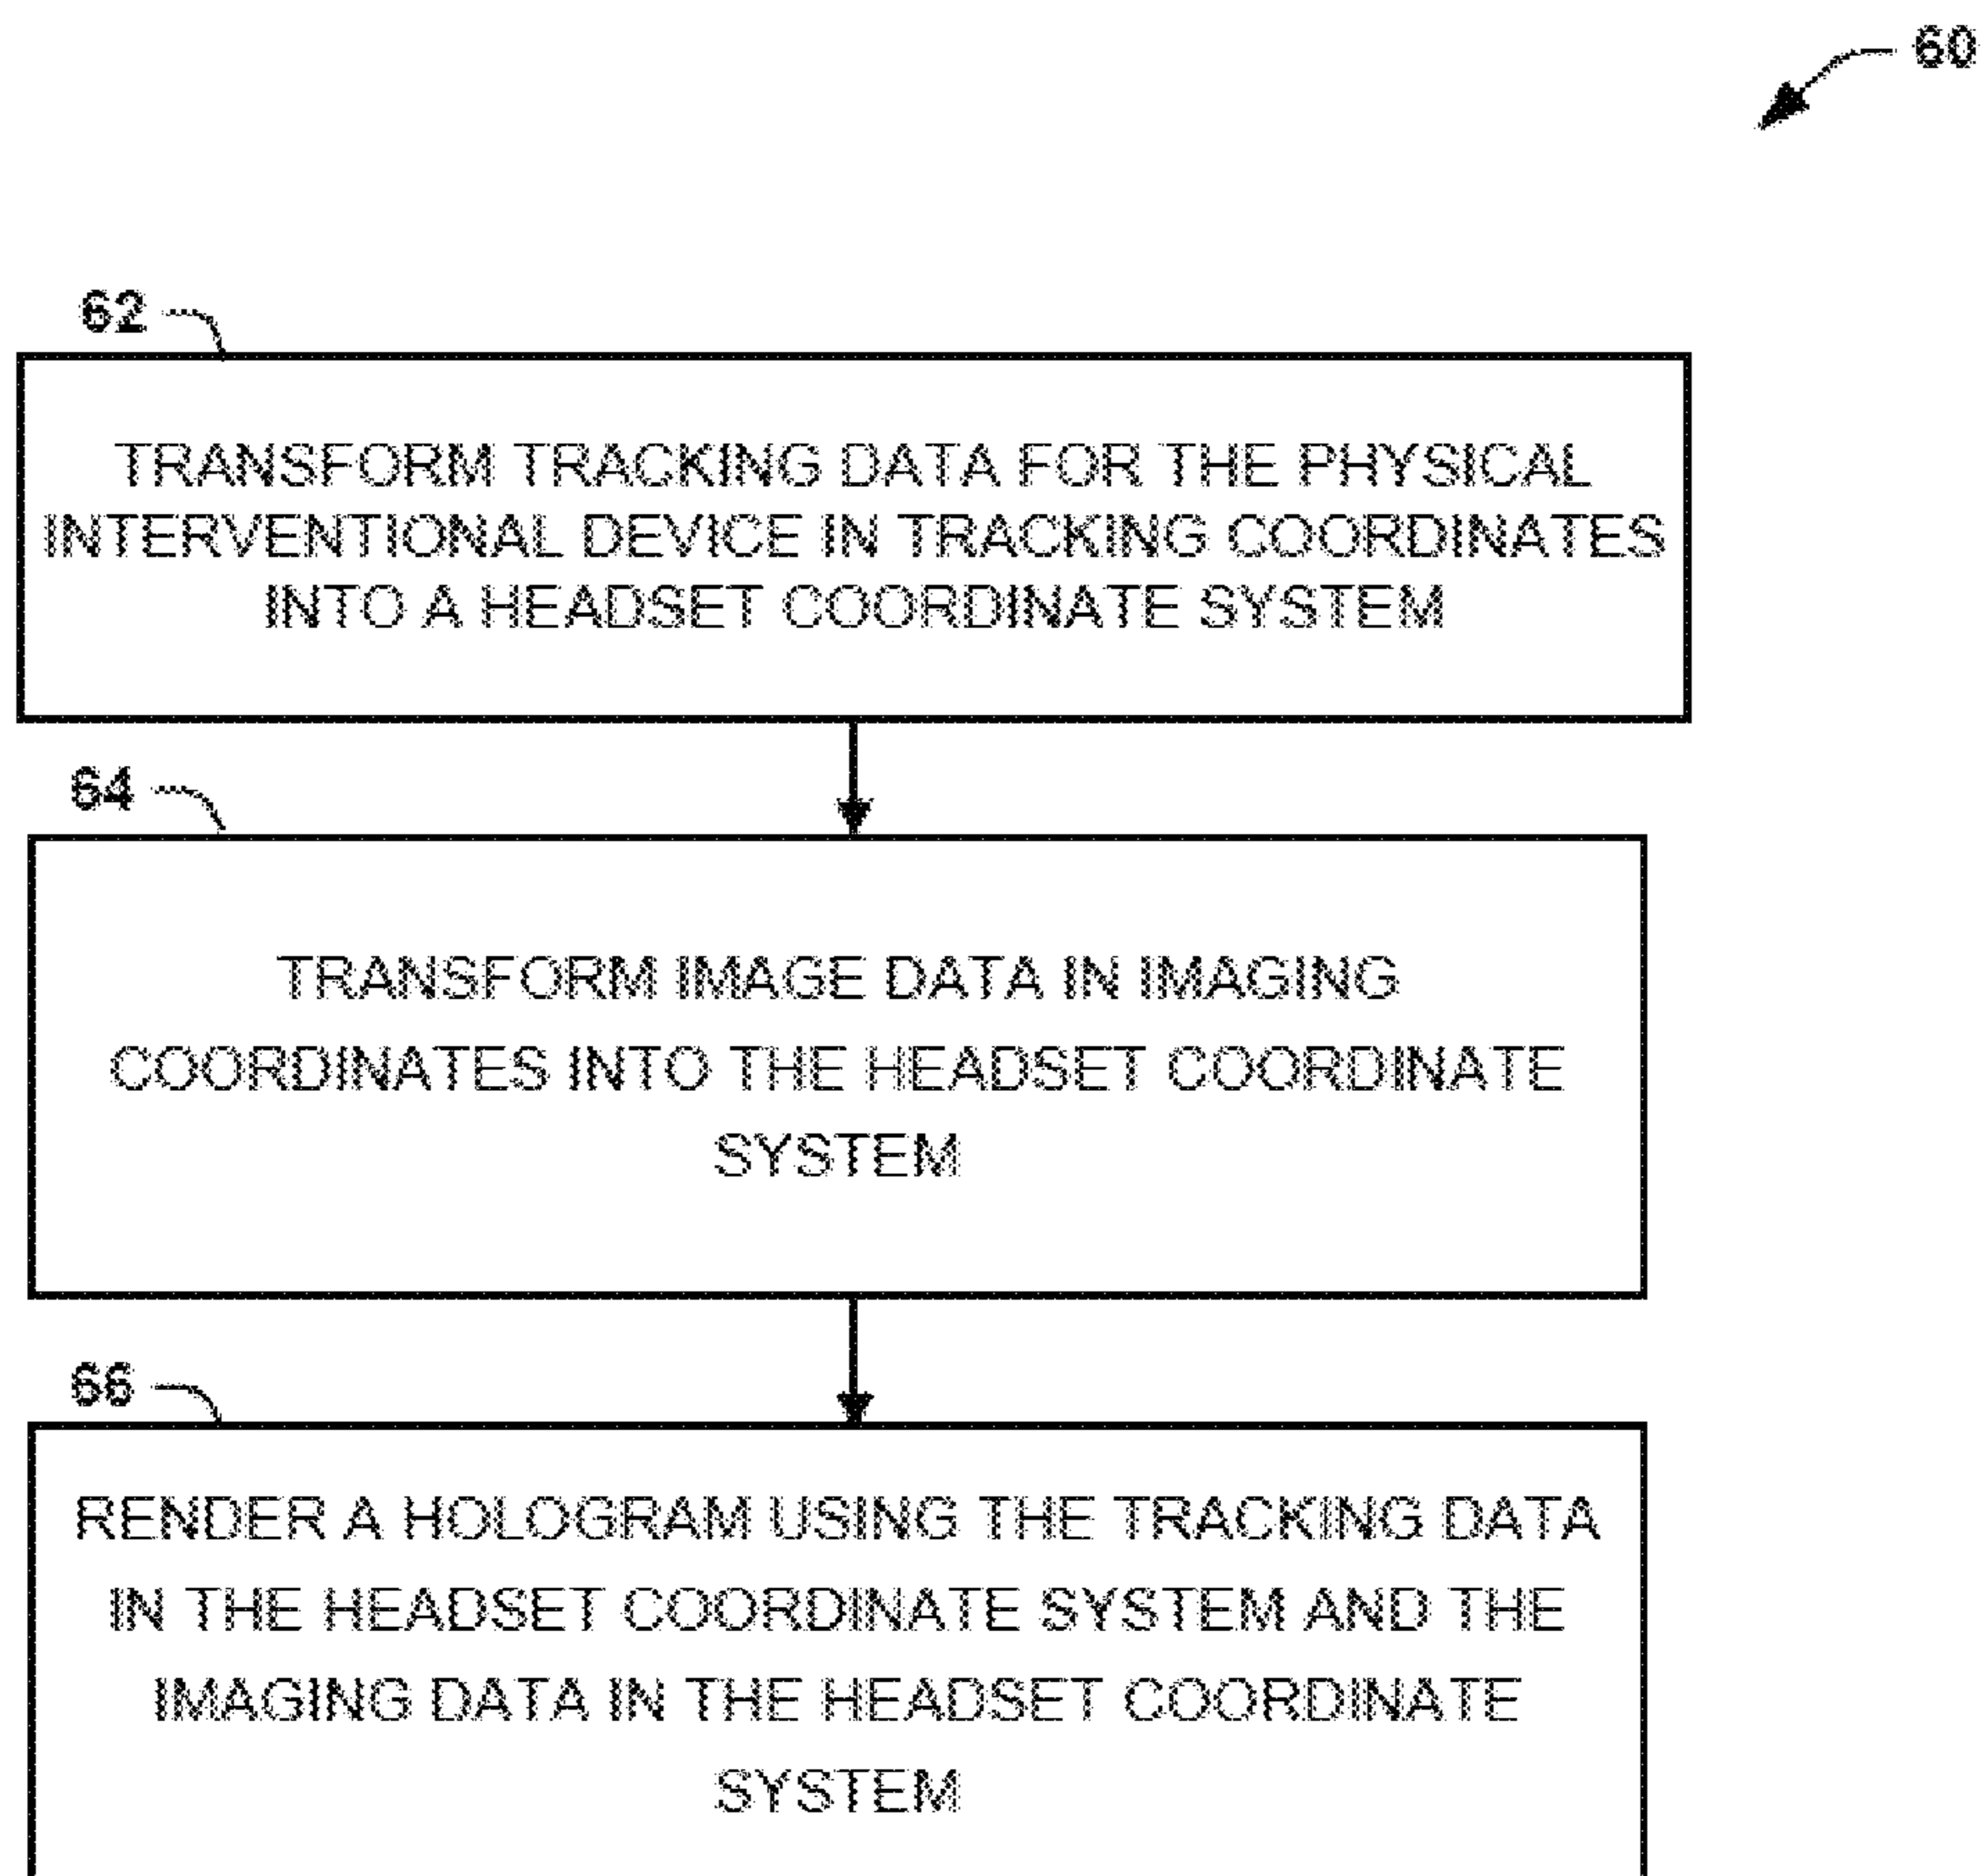 60
62
TRANSFORM TRACKING DATA FOR THE PHYSICAL
INTERVENTIONAL DEVICE IN TRACKING COORDINATES
INTO A HEADSET COORDINATE SYSTEM
64
TRANSFORM IMAGE DATA IN IMAGING
COORDINATES INTO THE HEADSET COORDINATE
SYSTEM
66
RENDER A HOLOGRAM USING THE TRACKING DATA
IN THE HEADSET COORDINATE SYSTEM AND THE
IMAGING DATA IN THE HEADSET COORDINATE
SYSTEM